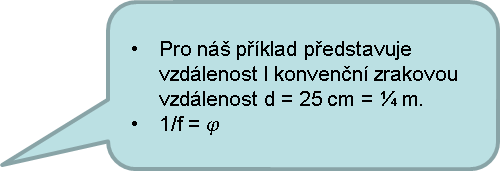 • Pro náš příklad představuje
vzdálenost l konvenční zrakovou
vzdálenost d = 25 cm = ¼ m.
• 1/f = φ